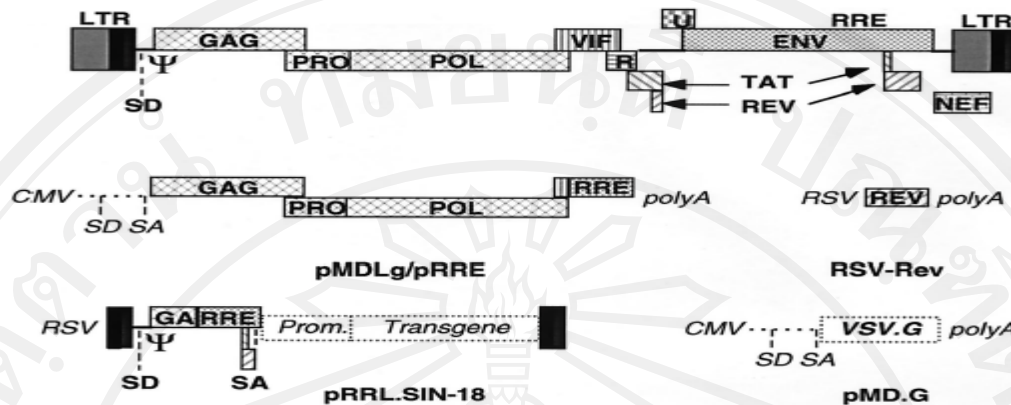 LTR U RRE LTR
GAG VIF ENV
Ψ PRO POL R
SD TAT
REV NEF
CMV GAG RRE polyA RSV REV polyA
PRO POL
SD SA
pMDLg/pRRE RSV-Rev
RSV GA RRE Prom. Transgene CMV VSV.G polyA
Ψ SD SA
SD SA
pRRL.SIN-18 pMD.G